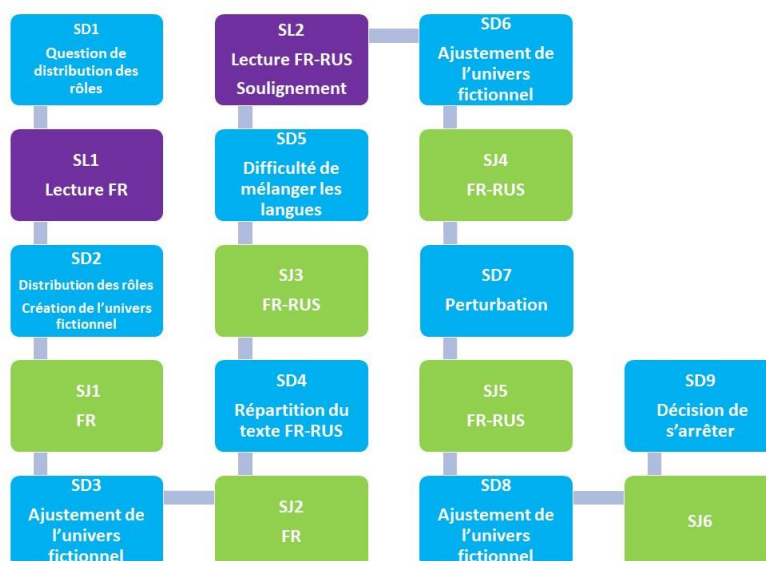 SD1
Question de
distribution des
rôles
SL1
Lecture FR
SD2
Distribution des rôles
Création de l'univers
fictionnel
SJ1
FR
SD3
Ajustement de
l'univers
fictionnel
SJ2
FR
SD4
Répartition du
texte FR-RUS
SJ3
FR-RUS
SD5
Difficulté de
mélanger les
langues
SL2
Lecture FR-RUS
Soulignement
SD6
Ajustement de
l'univers
fictionnel
SJ4
FR-RUS
SD7
Perturbation
SJ5
FR-RUS
SD8
Ajustement de
l'univers
fictionnel
SJ6
SD9
Décision de
s'arrêter